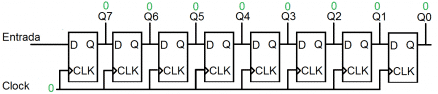 0 0 0 0 0 0 0 0
Q7 Q6 Q5 Q4 Q3 Q2 Q1 Q0
Entrada
D Q D Q D Q D Q D Q D Q D Q D Q
CLK CLK CLK CLK CLK CLK CLK CLK
Clock 0